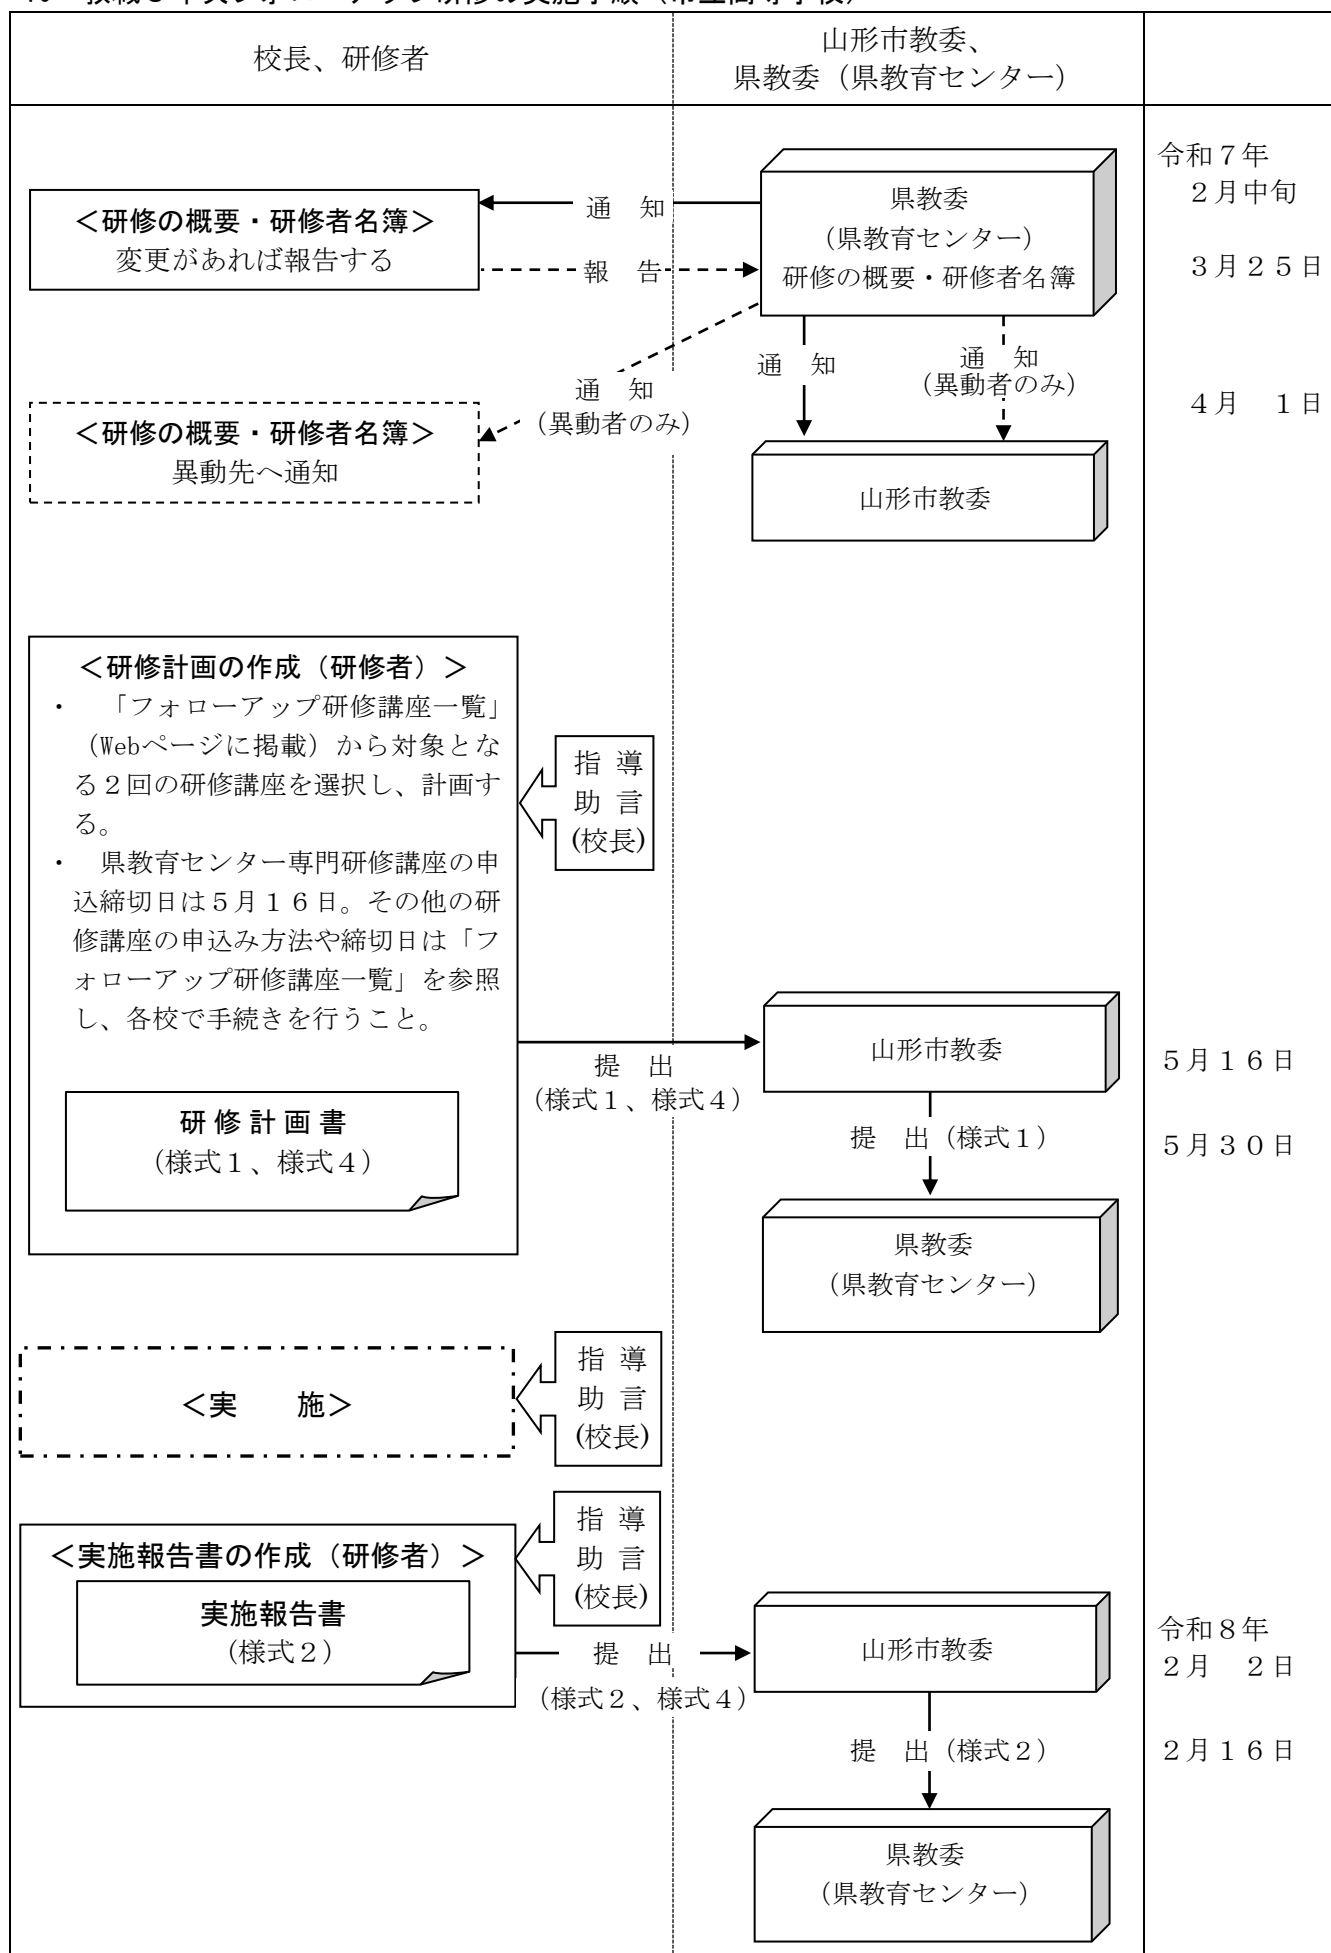 校長、研修者
山形市教委、
県教委（県教育センター）
令和７年
２月中旬
県教委
（県教育センター）
研修の概要・研修者名簿
通　知
＜研修の概要・研修者名簿＞
変更があれば報告する
報　告
３月２５日
通　知
通　知
（異動者のみ）
通　知
（異動者のみ）
４月　１日
＜研修の概要・研修者名簿＞
異動先へ通知
山形市教委
＜研修計画の作成（研修者）＞
・　「フォローアップ研修講座一覧」
（Webページに掲載）から対象とな
る２回の研修講座を選択し、計画す
る。
・　県教育センター専門研修講座の申
込締切日は５月１６日。その他の研
修講座の申込み方法や締切日は「フ
ォローアップ研修講座一覧」を参照
し、各校で手続きを行うこと。
指 導
助 言
(校長)
提　出
（様式１、様式４）
山形市教委
５月１６日
研 修 計 画 書
（様式１、様式４）
提　出（様式１）
５月３０日
県教委
（県教育センター）
＜実　　施＞
指 導
助 言
(校長)
指 導
助 言
(校長)
＜実施報告書の作成（研修者）＞
実施報告書
（様式２）
提　出
（様式２、様式４）
山形市教委
令和８年
２月　２日
提　出（様式２）
２月１６日
県教委
（県教育センター）